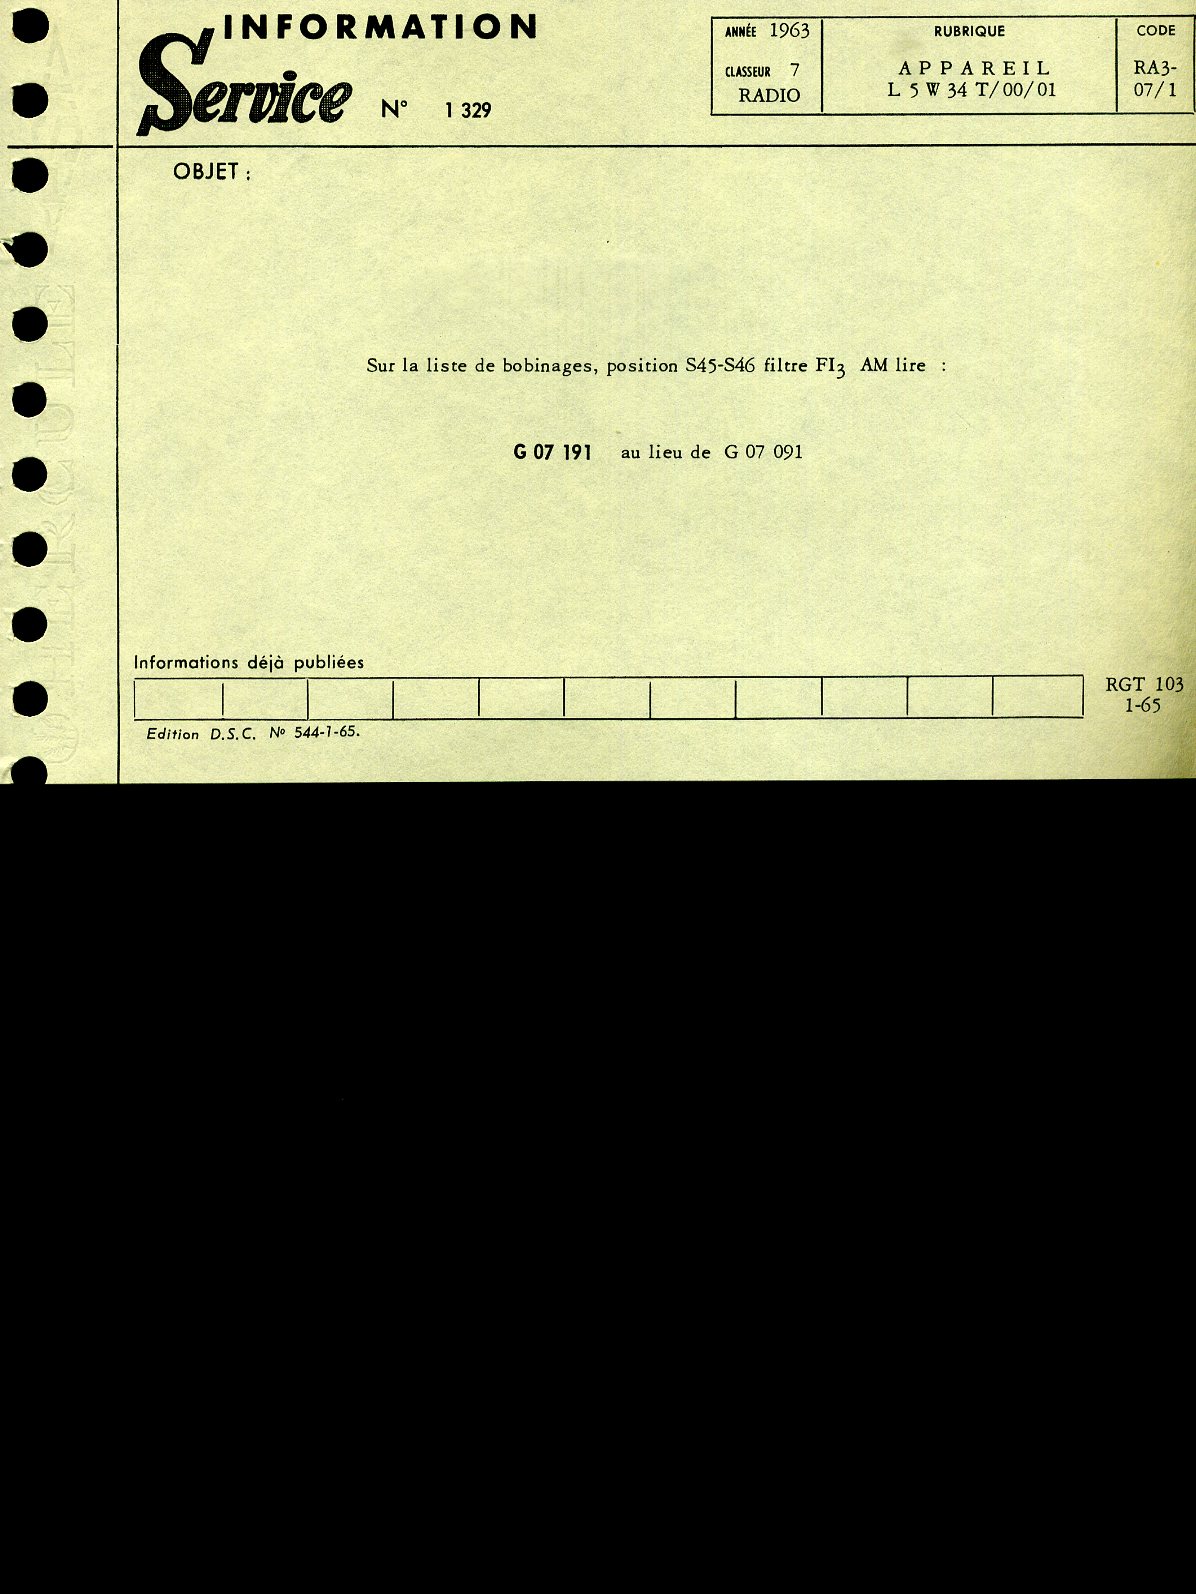 INFORMATION
Service N° 1 329
ANNÉE 1963
CLASSEUR 7
RADIO
RUBRIQUE
APPAREIL
L 5 W 34 T/00/01
CODE
RA3-
07/1
OBJET :
Sur la liste de bobinages, position S45-S46 filtre FI3 AM lire :
G 07 191 au lieu de G 07 091
Informations déjà publiées
RGT 103
1-65
Edition D.S.C. Nº 544-1-65.